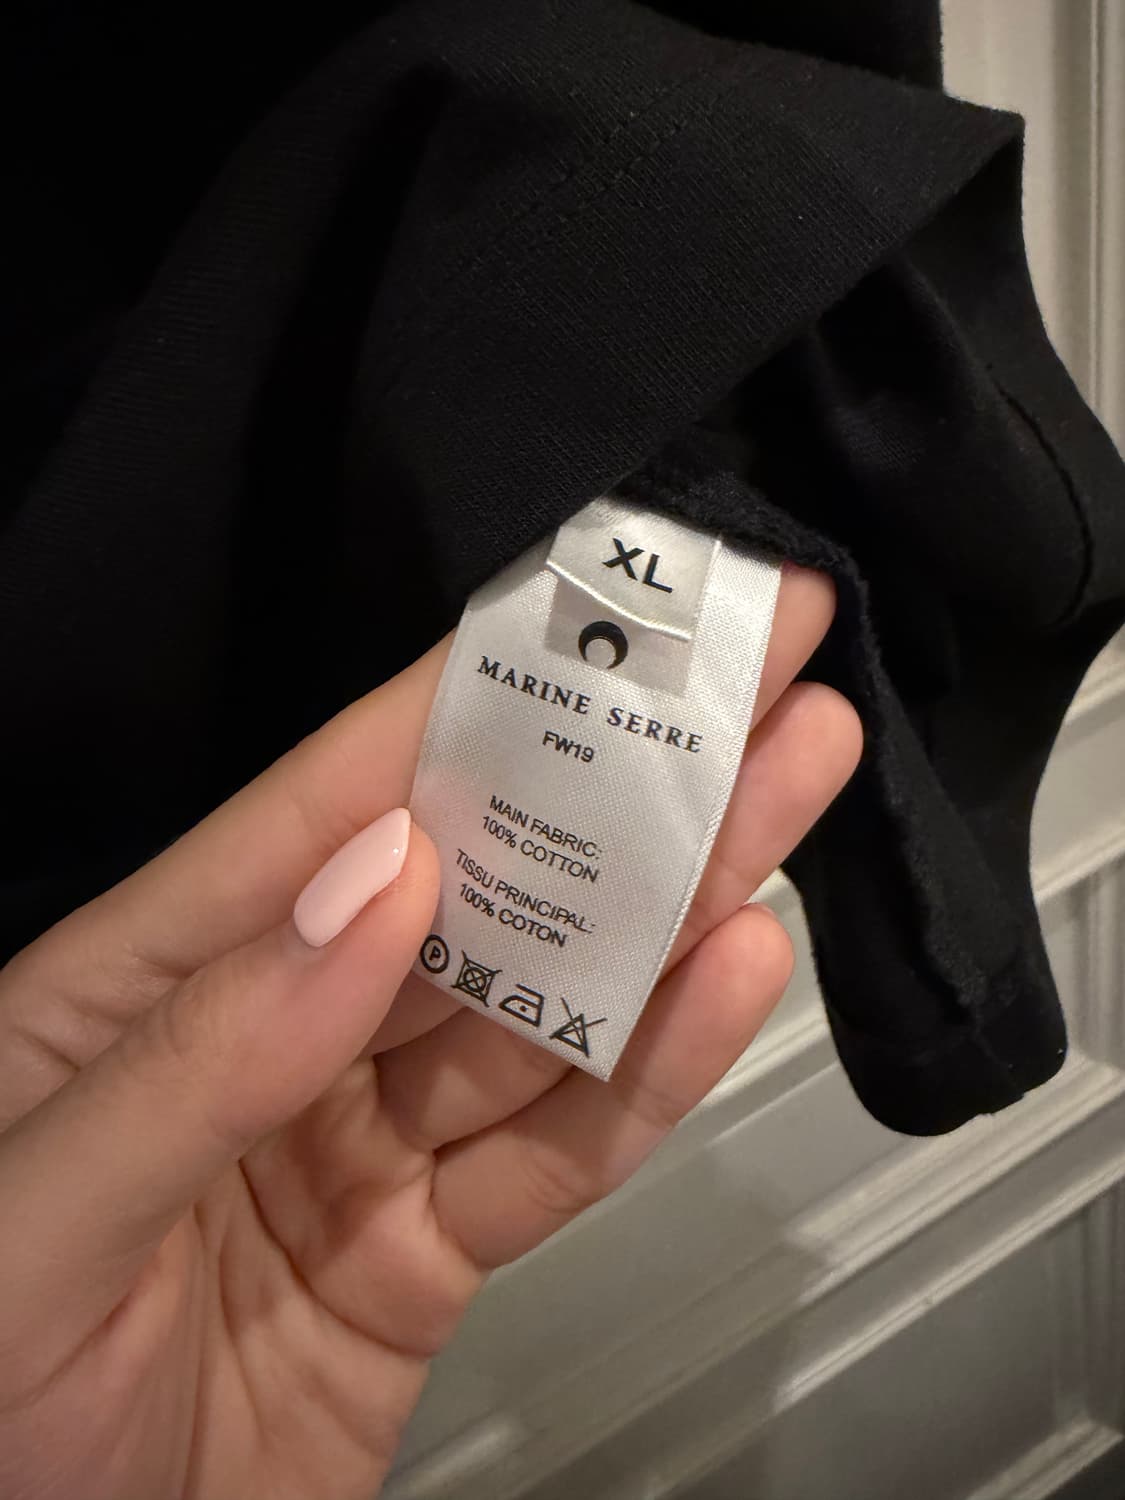 XL
MARINE SERRE
FW19
MAIN FABRIC:
100% COTTON
TISSU PRINCIPAL:
100% COTON
P